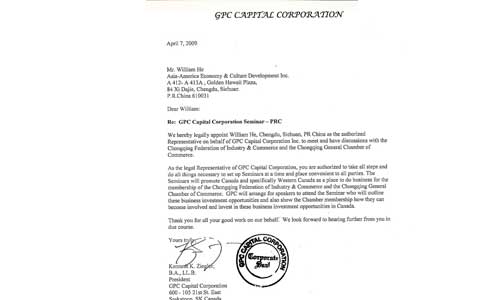 GPC CAPITAL CORPORATION
April 7, 2009
Mr. William He
Asia-America Economy & Culture Development Inc.
A 412- A 413A, Golden Hawaii Plaza,
84 Xi Dajie, Chengdu, Sichuan
P.R.China 610031
Dear William:
Re: GPC Capital Corporation Seminar – PRC
We hereby legally appoint William He, Chengdu, Sichuan, PR China as the authorized
Representative on behalf of GPC Capital Corporation Inc. to meet and have discussions with the
Chongqing Federation of Industry & Commerce and the Chongqing General Chamber of
Commerce.
As the legal Representative of GPC Capital Corporation, you are authorized to take all steps and
do all things necessary to set up Seminars at a time and place convenient to all parties. The
Seminars will promote Canada and specifically Western Canada as a place to do business for the
membership of the Chongqing Federation of Industry & Commerce and the Chongqing General
Chamber of Commerce. GPC will arrange for speakers to attend the Seminar who will outline
these business investment opportunities and also show the Chamber membership how they can
become involved and invest in these business investment opportunities in Canada.
Thank you for all your good work on our behalf. We look forward to hearing further from you in
due course.
Yours truly,
GPC CAPITAL CORPORATION
Corporate
Seal
Kenneth K. Ziegler,
B.A., LL.B.
President
GPC Capital Corporation
600 - 105 21st St. East
Saskatoon, SK Canada